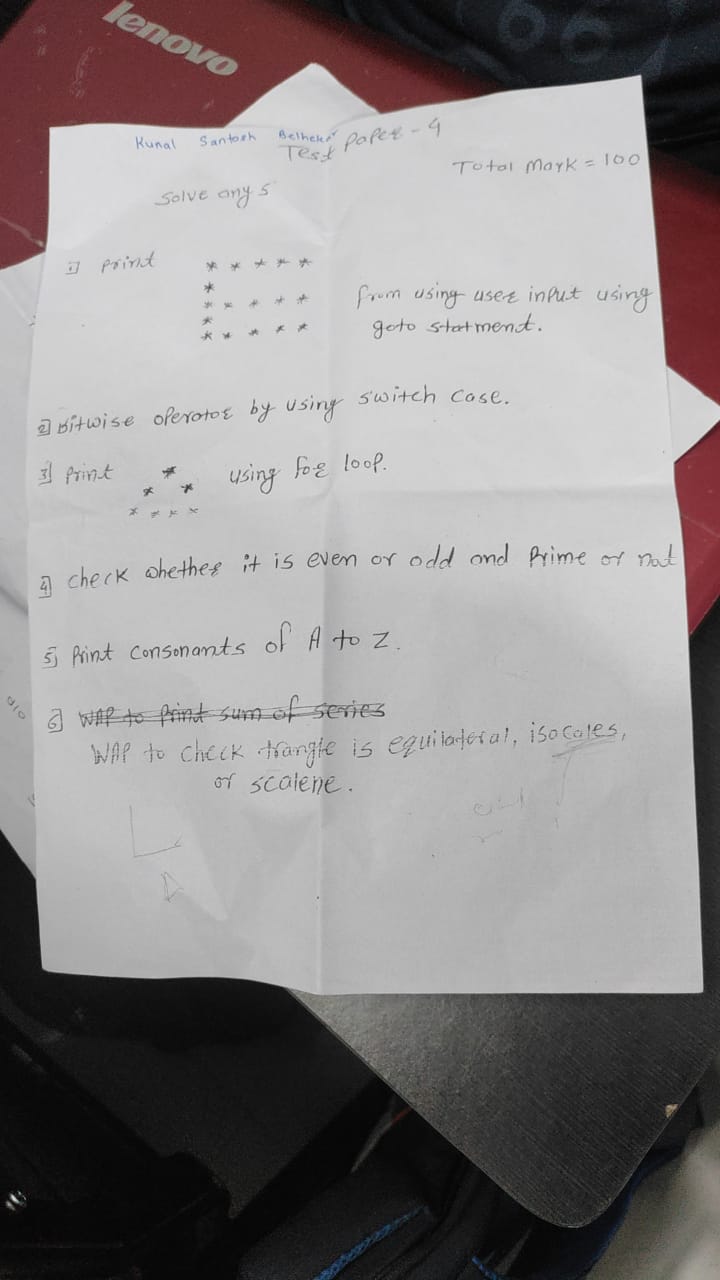 lenovo
Kunal Santosh Belhekar
Test Paper - 4
Total Mark = 100
Solve any 5
1] Print
* * * * *
*
* * * * *
*
* * * * *
from using user input using
goto statment.
2] Bitwise operator by using switch case.
3] Print
*
* *
* * * *
using for loop.
4] check whether it is even or odd and Prime or not
5] Print consonants of A to Z.
6] WAP to Print sum of series
WAP to check trangle is equilateral, isocales,
or scalene.